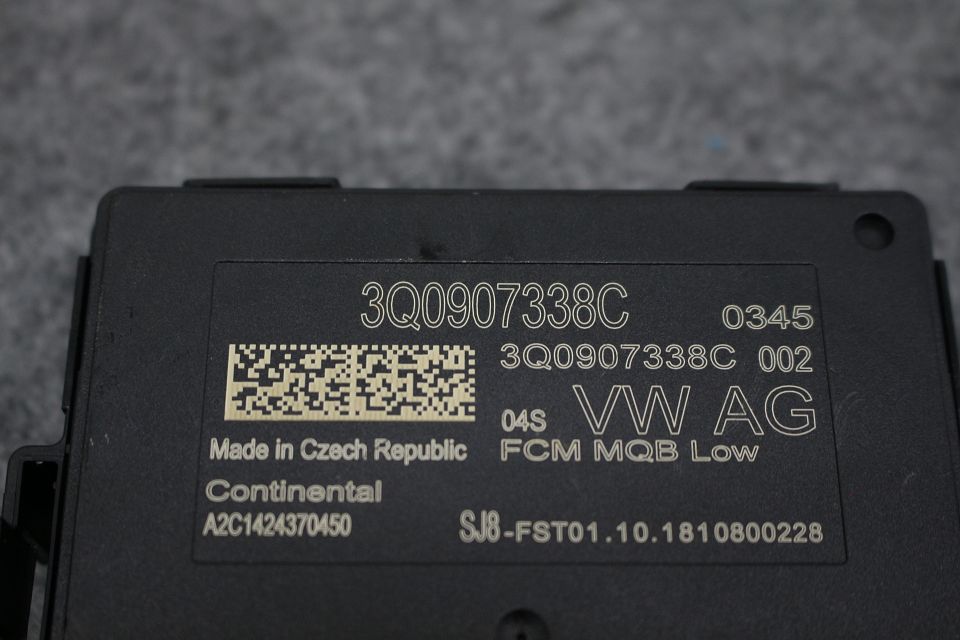 3Q0907338C
0345
3Q0907338C 002
04S VW AG
FCM MQB Low
Made in Czech Republic
Continental
A2C1424370450
SJ8-FST01.10.1810800228